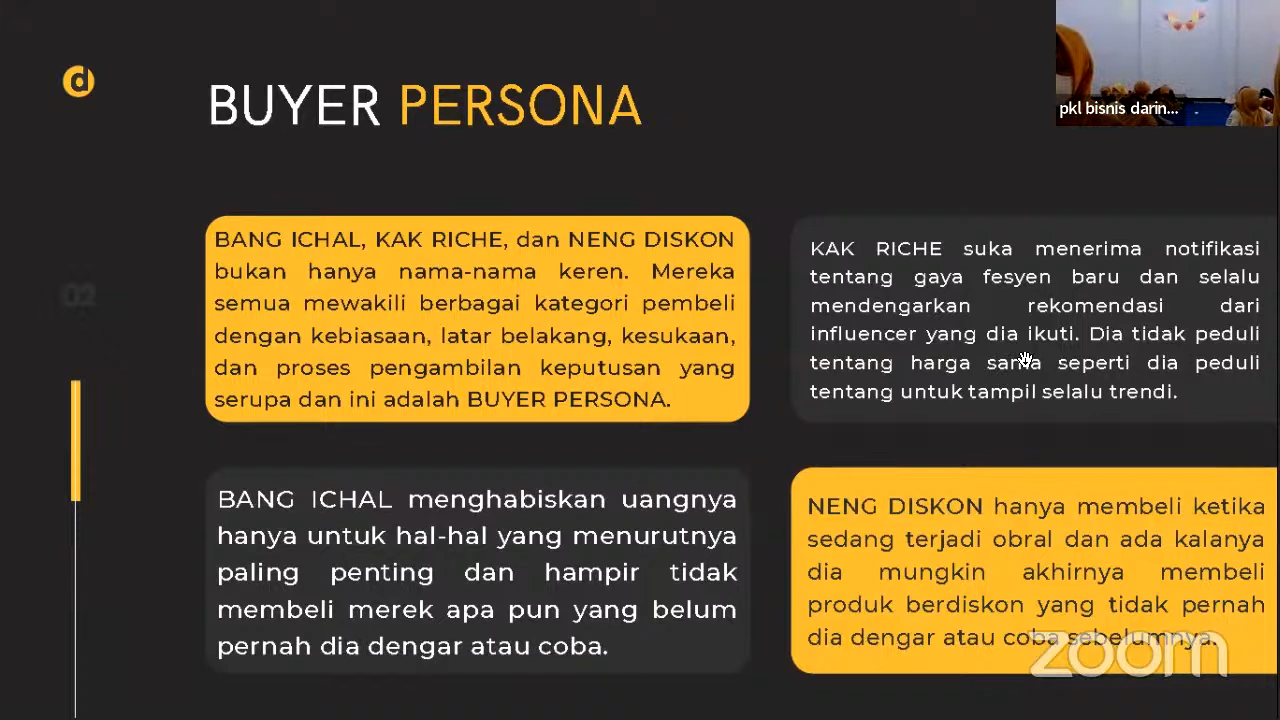 d
BUYER PERSONA
pkl bisnis darin...
BANG ICHAL, KAK RICHE, dan NENG DISKON
bukan hanya nama-nama keren. Mereka
semua mewakili berbagai kategori pembeli
dengan kebiasaan, latar belakang, kesukaan,
dan proses pengambilan keputusan yang
serupa dan ini adalah BUYER PERSONA.
KAK RICHE suka menerima notifikasi
tentang gaya fesyen baru dan selalu
mendengarkan rekomendasi dari
influencer yang dia ikuti. Dia tidak peduli
tentang harga sama seperti dia peduli
tentang untuk tampil selalu trendi.
02
BANG ICHAL menghabiskan uangnya
hanya untuk hal-hal yang menurutnya
paling penting dan hampir tidak
membeli merek apa pun yang belum
pernah dia dengar atau coba.
NENG DISKON hanya membeli ketika
sedang terjadi obral dan ada kalanya
dia mungkin akhirnya membeli
produk berdiskon yang tidak pernah
dia dengar atau coba sebelumnya.
zoom